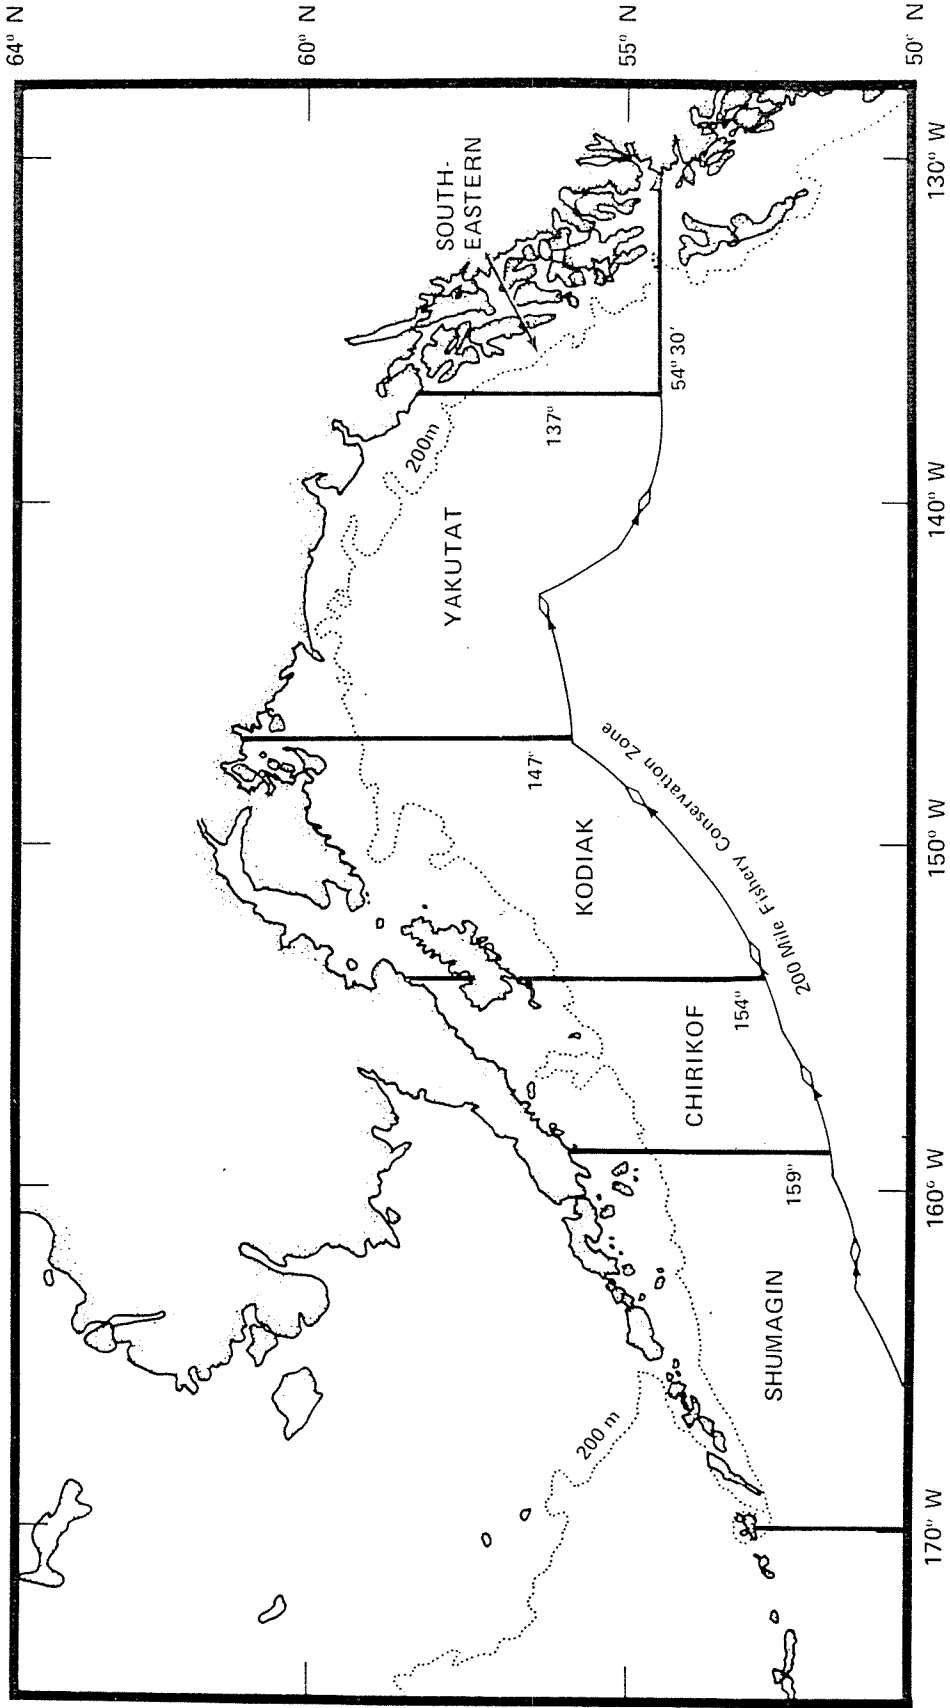 64° N
60° N
55° N
50° N
130° W
140° W
150° W
160° W
170° W
SOUTH-
EASTERN
54° 30'
137°
200m
YAKUTAT
147°
KODIAK
200 Mile Fishery Conservation Zone
154°
CHIRIKOF
159°
SHUMAGIN
200 m